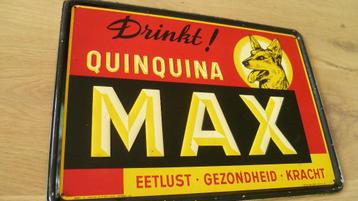 Drinkt!
QUINQUINA
MAX
EETLUST · GEZONDHEID · KRACHT